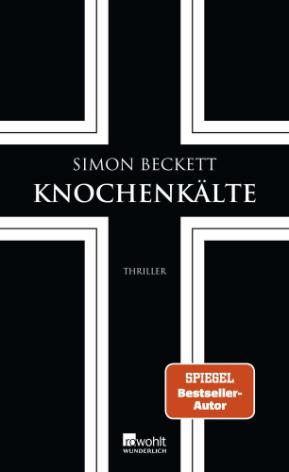 SIMON BECKETT
KNOCHENKÄLTE
THRILLER
SPIEGEL
Bestseller-
Autor
rowohlt
WUNDERLICH